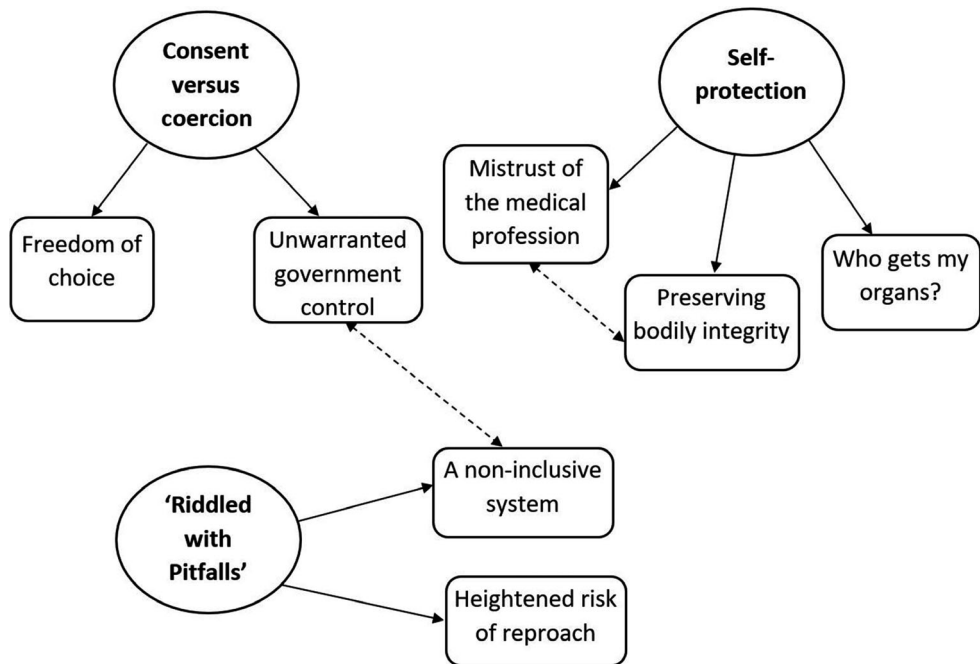 Consent
versus
coercion
Self-
protection
Mistrust of
the medical
profession
Freedom of
choice
Unwarranted
government
control
Who gets my
organs?
Preserving
bodily integrity
A non-inclusive
system
‘Riddled
with
Pitfalls’
Heightened risk
of reproach